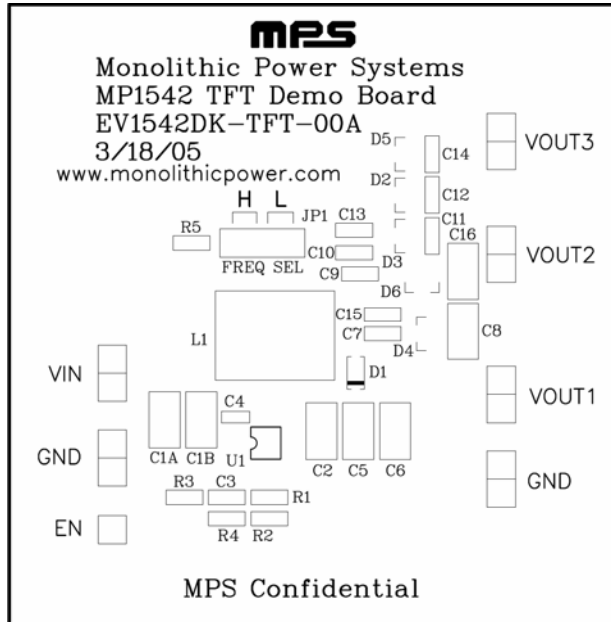 mps
Monolithic Power Systems
MP1542 TFT Demo Board
EV1542DK-TFT-00A
3/18/05
www.monolithicpower.com
H L
JP1
R5
FREQ SEL
C13
C10
C9
D5
C14
D2
C12
C11
D3
C16
D6
VOUT3
VOUT2
L1
C15
C7
D4
C8
D1
VIN
VOUT1
C4
GND
C1A
C1B
U1
C2
C5
C6
GND
R3
C3
R1
EN
R4
R2
MPS Confidential